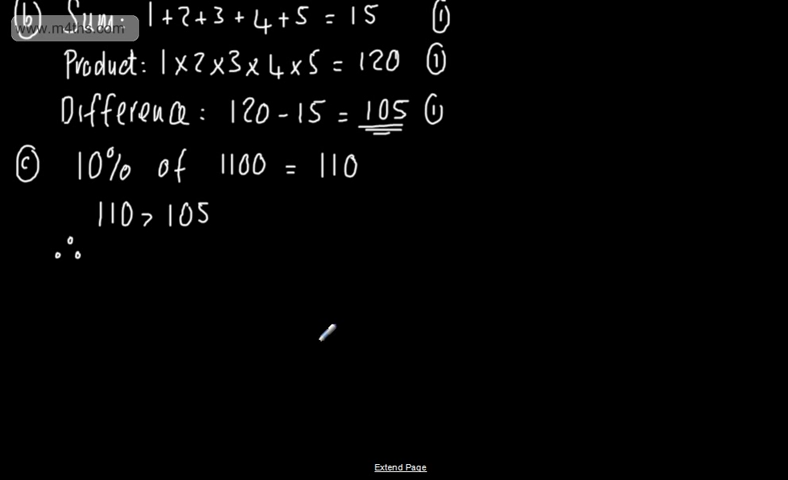 (b) Sum: 1+2+3+4+5 = 15 ①
www.m4ths.com
Product: 1×2×3×4×5 = 120 ①
Difference: 120-15 = 105 ①
ⓒ 10% of 1100 = 110
110 > 105
∴
Extend Page